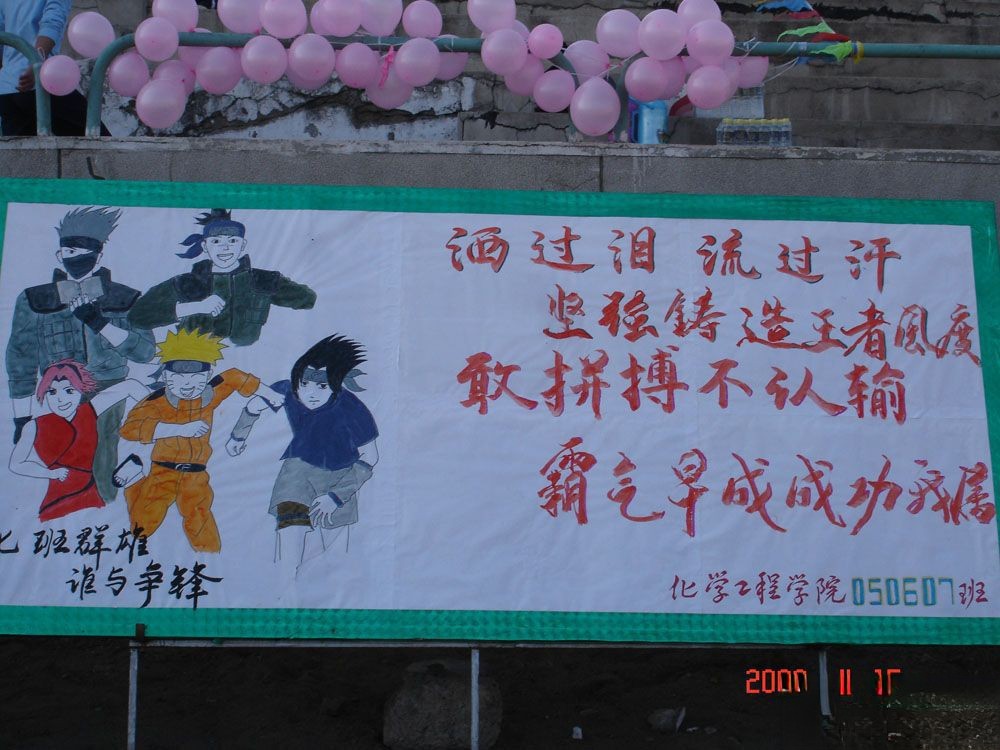 洒过泪 流过汗
坚强铸造王者風度
敢拼搏不认输
霸气早成成功我属
七班群雄
谁与争锋
化学工程学院050607班
2000 11